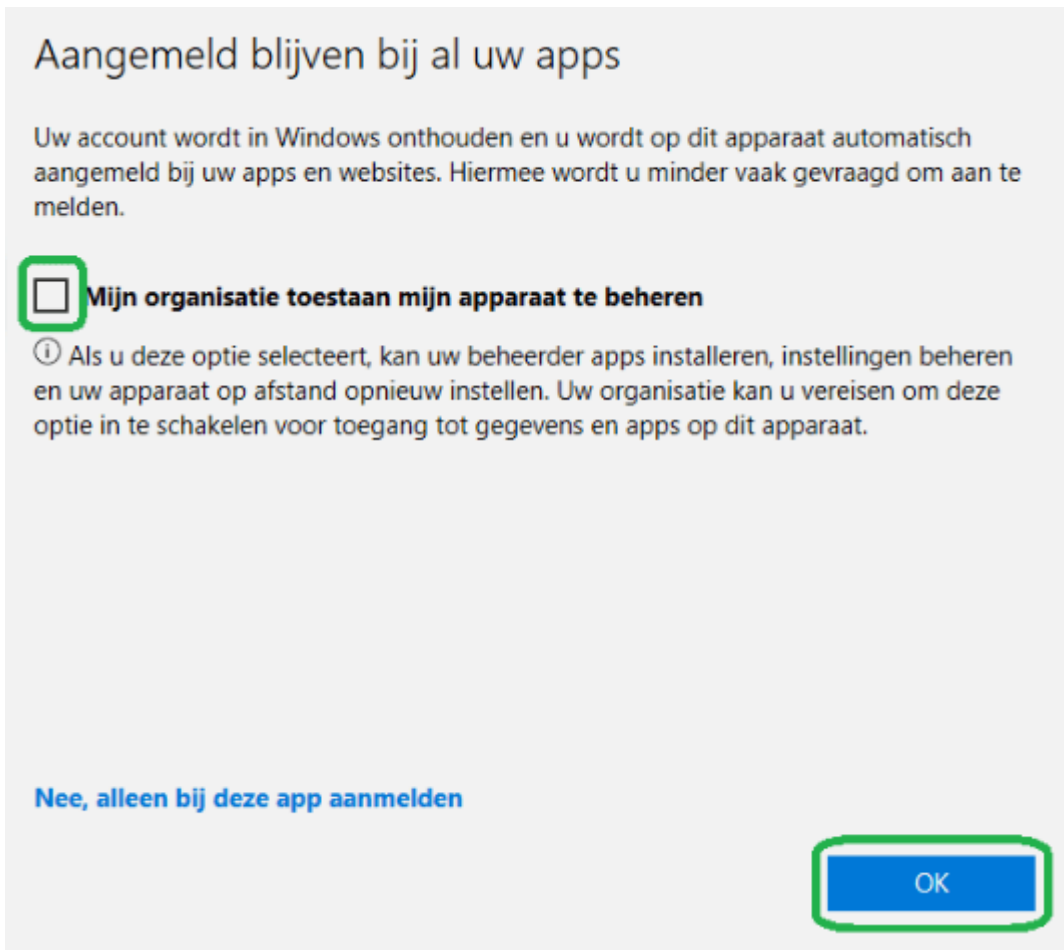 Aangemeld blijven bij al uw apps
Uw account wordt in Windows onthouden en u wordt op dit apparaat automatisch
aangemeld bij uw apps en websites. Hiermee wordt u minder vaak gevraagd om aan te
melden.
Mijn organisatie toestaan mijn apparaat te beheren
Als u deze optie selecteert, kan uw beheerder apps installeren, instellingen beheren
en uw apparaat op afstand opnieuw instellen. Uw organisatie kan u vereisen om deze
optie in te schakelen voor toegang tot gegevens en apps op dit apparaat.
Nee, alleen bij deze app aanmelden
OK